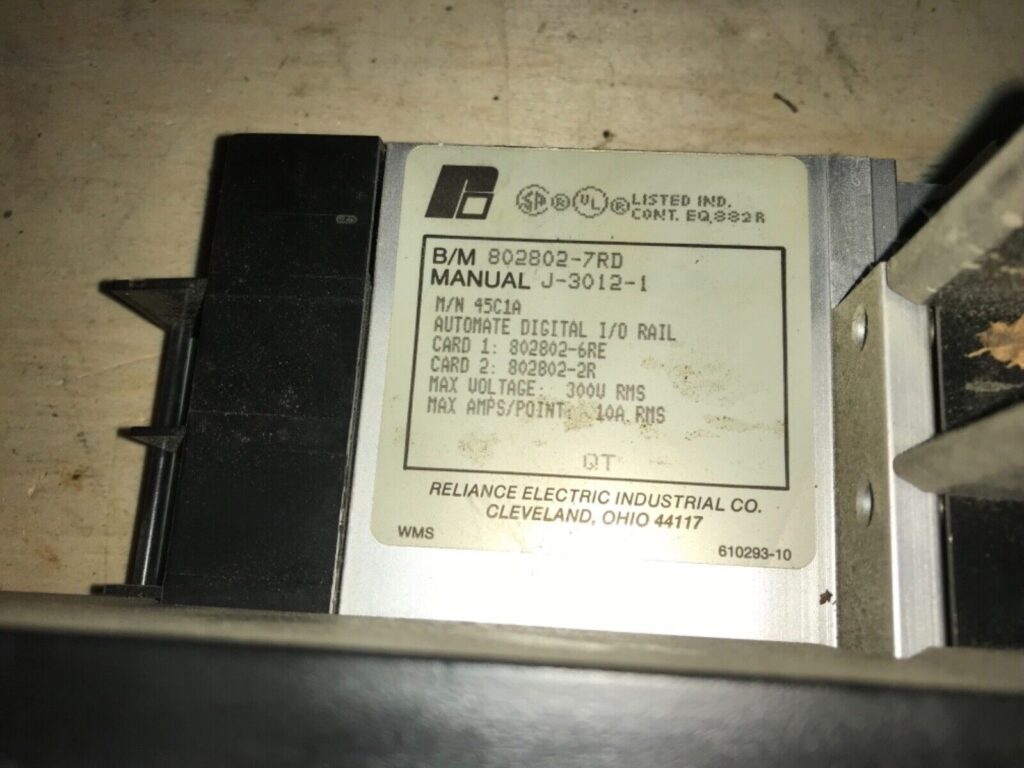 SA ® UL ® LISTED IND.
CONT. EQ.882R
B/M 802802-7RD
MANUAL J-3012-1
M/N 45C1A
AUTOMATE DIGITAL I/O RAIL
CARD 1: 802802-6RE
CARD 2: 802802-2R
MAX VOLTAGE: 300V RMS
MAX AMPS/POINT: 10A RMS
QT
RELIANCE ELECTRIC INDUSTRIAL CO.
CLEVELAND, OHIO 44117
WMS
610293-10